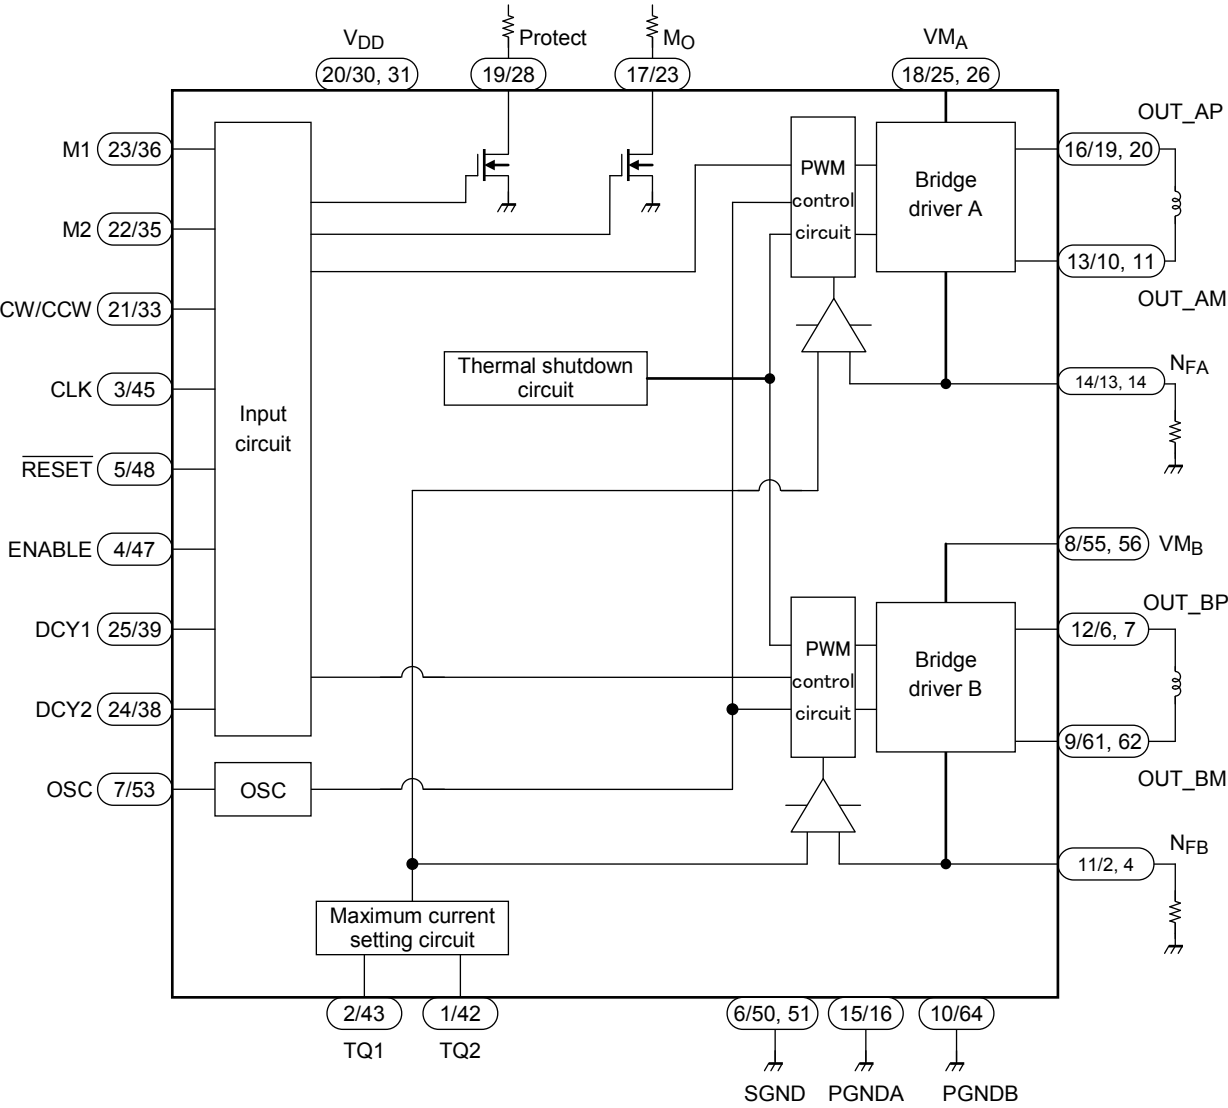 VDD
20/30, 31
Protect
19/28
MO
17/23
VMA
18/25, 26
OUT_AP
16/19, 20
M1 23/36
M2 22/35
CW/CCW 21/33
CLK 3/45
RESET 5/48
ENABLE 4/47
DCY1 25/39
DCY2 24/38
OSC 7/53
Input
circuit
OSC
PWM
control
circuit
Bridge
driver A
13/10, 11
OUT_AM
Thermal shutdown
circuit
NFA
14/13, 14
8/55, 56 VMB
OUT_BP
12/6, 7
PWM
control
circuit
Bridge
driver B
9/61, 62
OUT_BM
NFB
11/2, 4
Maximum current
setting circuit
2/43
TQ1
1/42
TQ2
6/50, 51
SGND
15/16
PGNDA
10/64
PGNDB